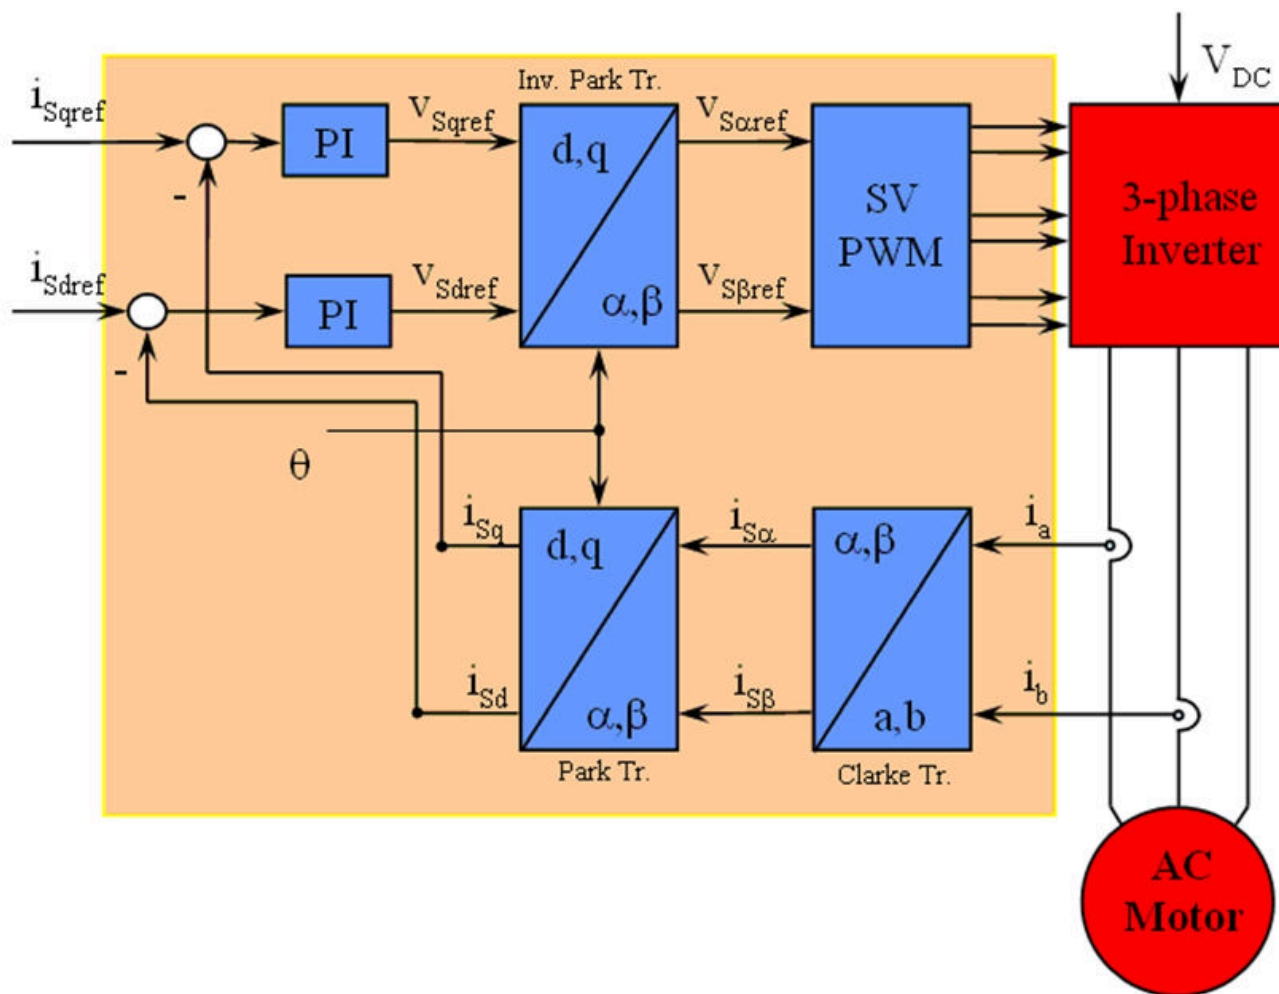 Inv. Park Tr.
V_DC
i_Sqref
PI
v_Sqref
d,q
v_Sαref
SV
PWM
3-phase
Inverter
-
i_Sdref
PI
v_Sdref
α,β
v_Sβref
-
θ
i_Sq
d,q
i_Sα
α,β
i_a
i_Sd
α,β
i_Sβ
a,b
i_b
Park Tr.
Clarke Tr.
AC
Motor